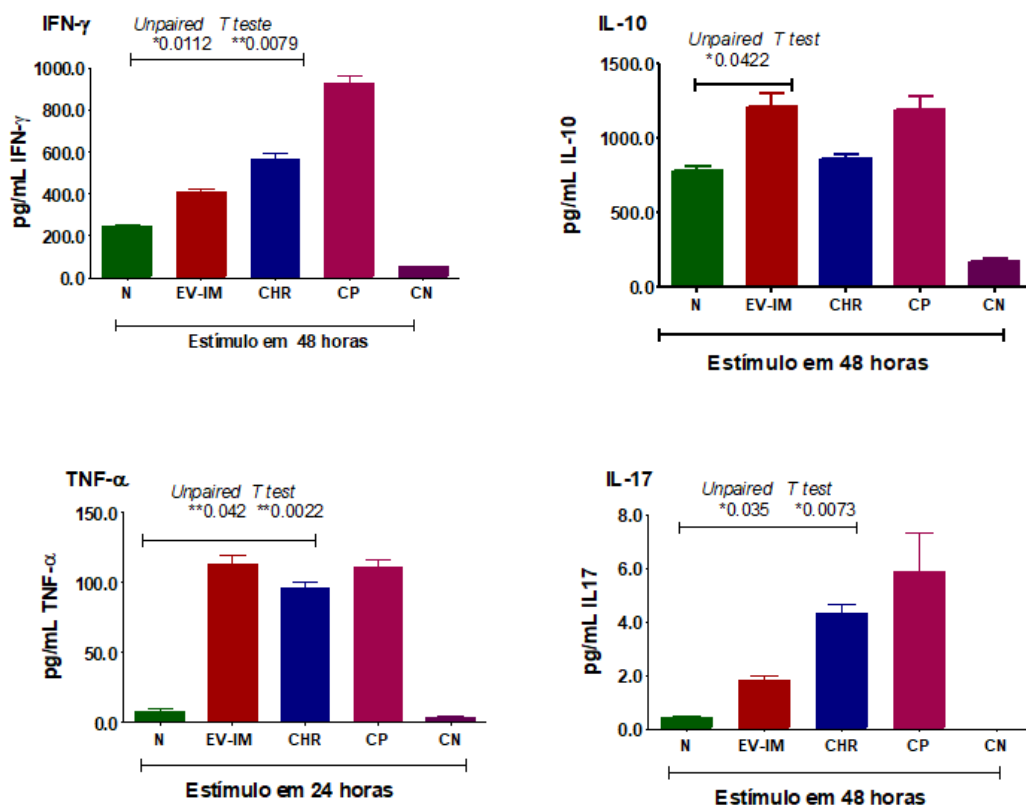 IFN-γ
Unpaired T teste
*0.0112 **0.0079
pg/mL IFN-γ
1000.0
800.0
600.0
400.0
200.0
0.0
N EV-IM CHR CP CN
Estímulo em 48 horas
IL-10
Unpaired T test
*0.0422
pg/mL IL-10
1500.0
1000.0
500.0
0.0
N EV-IM CHR CP CN
Estímulo em 48 horas
TNF-α
Unpaired T test
**0.042 **0.0022
pg/mL TNF-α
150.0
100.0
50.0
0.0
N EV-IM CHR CP CN
Estímulo em 24 horas
IL-17
Unpaired T test
*0.035 *0.0073
pg/mL IL17
8.0
6.0
4.0
2.0
0.0
N EV-IM CHR CP CN
Estímulo em 48 horas